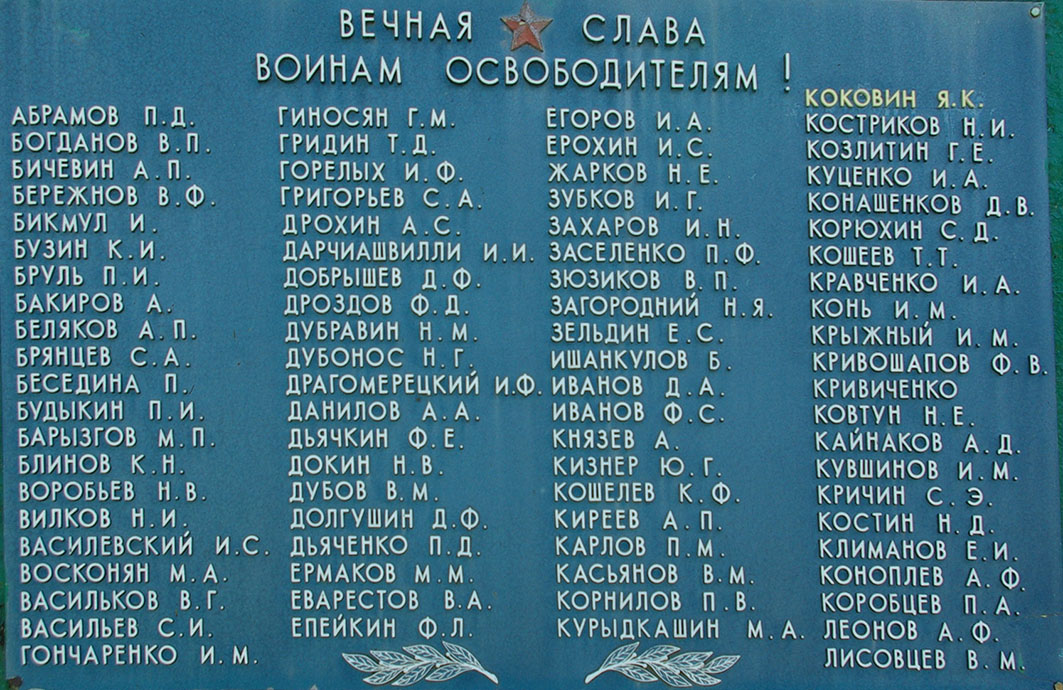 ВЕЧНАЯ СЛАВА
ВОИНАМ ОСВОБОДИТЕЛЯМ !
АБРАМОВ П.Д.
БОГДАНОВ В.П.
БИЧЕВИН А.П.
БЕРЕЖНОВ В.Ф.
БИКМУЛ И.
БУЗИН К.И.
БРУЛЬ П.И.
БАКИРОВ А.
БЕЛЯКОВ А.П.
БРЯНЦЕВ С.А.
БЕСЕДИНА П.
БУДЫКИН П.И.
БАРЫЗГОВ М.П.
БЛИНОВ К.Н.
ВОРОБЬЕВ Н.В.
ВИЛКОВ Н.И.
ВАСИЛЕВСКИЙ И.С.
ВОСКОНЯН М.А.
ВАСИЛЬКОВ В.Г.
ВАСИЛЬЕВ С.И.
ГОНЧАРЕНКО И.М.
ГИНОСЯН Г.М.
ГРИДИН Т.Д.
ГОРЕЛЫХ И.Ф.
ГРИГОРЬЕВ С.А.
ДРОХИН А.С.
ДАРЧИАШВИЛЛИ И.И.
ДОБРЫШЕВ Д.Ф.
ДРОЗДОВ Ф.Д.
ДУБРАВИН Н.М.
ДУБОНОС Н.Г.
ДРАГОМЕРЕЦКИЙ И.Ф.
ДАНИЛОВ А.А.
ДЬЯЧКИН Ф.Е.
ДОКИН Н.В.
ДУБОВ В.М.
ДОЛГУШИН Д.Ф.
ДЬЯЧЕНКО П.Д.
ЕРМАКОВ М.М.
ЕВАРЕСТОВ В.А.
ЕПЕЙКИН Ф.Л.
ЕГОРОВ И.А.
ЕРОХИН И.С.
ЖАРКОВ Н.Е.
ЗУБКОВ И.Г.
ЗАХАРОВ И.Н.
ЗАСЕЛЕНКО П.Ф.
ЗЮЗИКОВ В.П.
ЗАГОРОДНИЙ Н.Я.
ЗЕЛЬДИН Е.С.
ИШАНКУЛОВ Б.
ИВАНОВ Д.А.
ИВАНОВ Ф.С.
КНЯЗЕВ А.
КИЗНЕР Ю.Г.
КОШЕЛЕВ К.Ф.
КИРЕЕВ А.П.
КАРЛОВ П.М.
КАСЬЯНОВ В.М.
КОРНИЛОВ П.В.
КУРЫДКАШИН М.А.
КОКОВИН Я.К.
КОСТРИКОВ Н.И.
КОЗЛИТИН Г.Е.
КУЦЕНКО И.А.
КОНАШЕНКОВ Д.В.
КОРЮХИН С.Д.
КОШЕЕВ Т.Т.
КРАВЧЕНКО И.А.
КОНЬ И.М.
КРЫЖНЫЙ И.М.
КРИВОШАПОВ Ф.В.
КРИВИЧЕНКО
КОВТУН Н.Е.
КАЙНАКОВ А.Д.
КУВШИНОВ И.М.
КРИЧИН С.Э.
КОСТИН Н.Д.
КЛИМАНОВ Е.И.
КОНОПЛЕВ А.Ф.
КОРОБЦЕВ П.А.
ЛЕОНОВ А.Ф.
ЛИСОВЦЕВ В.М.